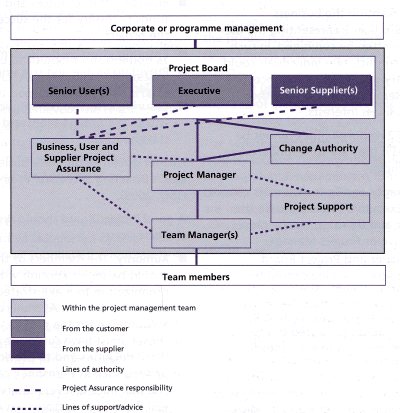 Corporate or programme management
Project Board
Senior User(s)
Executive
Senior Supplier(s)
Business, User and
Supplier Project
Assurance
Change Authority
Project Manager
Project Support
Team Manager(s)
Team members
Within the project management team
From the customer
From the supplier
Lines of authority
Project Assurance responsibility
Lines of support/advice